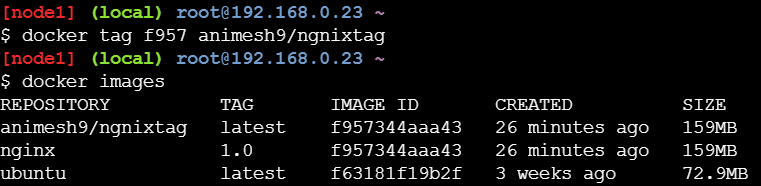 [node1] (local) root@192.168.0.23 ~
$ docker tag f957 animesh9/ngnixtag
[node1] (local) root@192.168.0.23 ~
$ docker images
REPOSITORY TAG IMAGE ID CREATED SIZE
animesh9/ngnixtag latest f957344aaa43 26 minutes ago 159MB
nginx 1.0 f957344aaa43 26 minutes ago 159MB
ubuntu latest f63181f19b2f 3 weeks ago 72.9MB